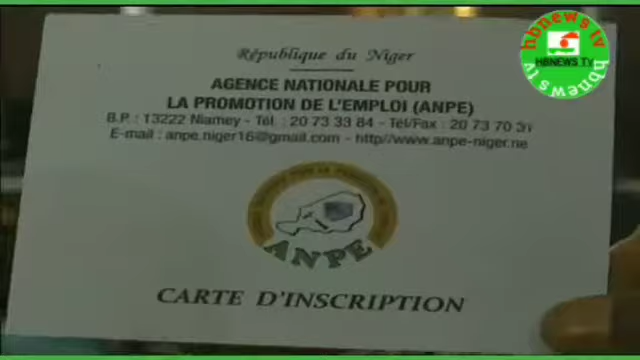 République du Niger
AGENCE NATIONALE POUR
LA PROMOTION DE L'EMPLOI (ANPE)
B.P. : 13222 Niamey - Tél. : 20 73 33 84 - Tél/Fax : 20 73 70 31
E-mail : anpe.niger16@gmail.com - http//www.anpe-niger.ne
ANPE
CARTE D'INSCRIPTION
hbnews tv
HBNEWS TV
hbnews tv